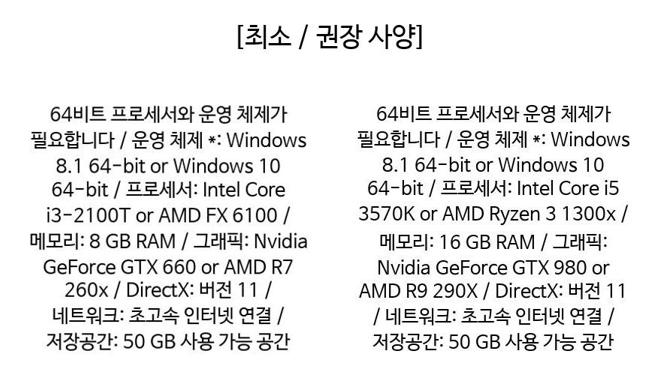 [최소 / 권장 사양]
64비트 프로세서와 운영 체제가
필요합니다 / 운영 체제 *: Windows
8.1 64-bit or Windows 10
64-bit / 프로세서: Intel Core
i3-2100T or AMD FX 6100 /
메모리: 8 GB RAM / 그래픽: Nvidia
GeForce GTX 660 or AMD R7
260x / DirectX: 버전 11 /
네트워크: 초고속 인터넷 연결 /
저장공간: 50 GB 사용 가능 공간
64비트 프로세서와 운영 체제가
필요합니다 / 운영 체제 *: Windows
8.1 64-bit or Windows 10
64-bit / 프로세서: Intel Core i5
3570K or AMD Ryzen 3 1300x /
메모리: 16 GB RAM / 그래픽:
Nvidia GeForce GTX 980 or
AMD R9 290X / DirectX: 버전 11
/ 네트워크: 초고속 인터넷 연결 /
저장공간: 50 GB 사용 가능 공간